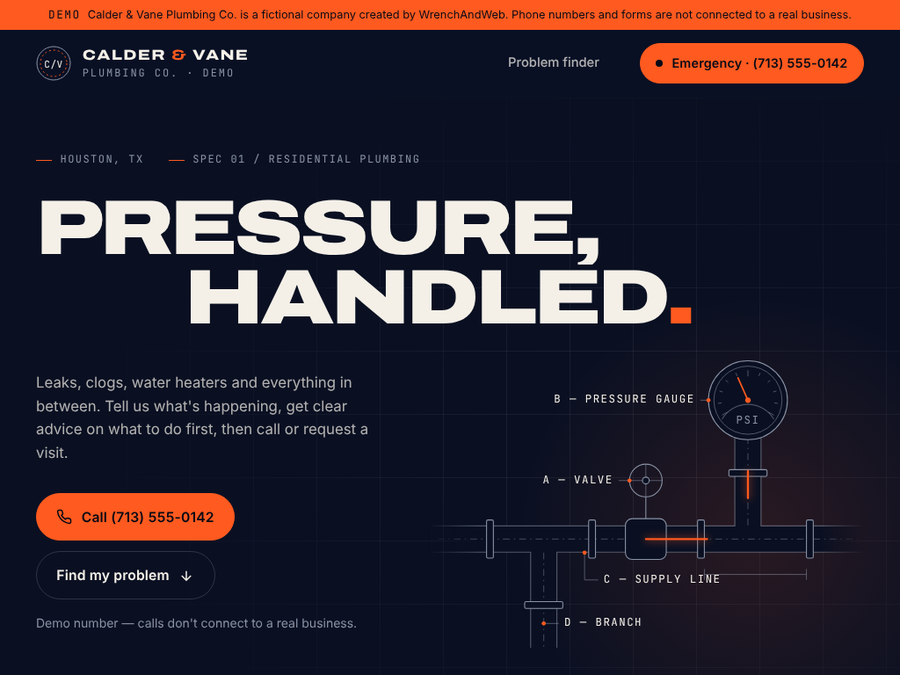 DEMO Calder & Vane Plumbing Co. is a fictional company created by WrenchAndWeb. Phone numbers and forms are not connected to a real business.
C/V
CALDER & VANE
PLUMBING CO. · DEMO
Problem finder
Emergency · (713) 555-0142
HOUSTON, TX
SPEC 01 / RESIDENTIAL PLUMBING
PRESSURE,
HANDLED.
Leaks, clogs, water heaters and everything in
between. Tell us what's happening, get clear
advice on what to do first, then call or request a
visit.
Call (713) 555-0142
Find my problem ↓
Demo number — calls don't connect to a real business.
B — PRESSURE GAUGE
PSI
A — VALVE
C — SUPPLY LINE
D — BRANCH